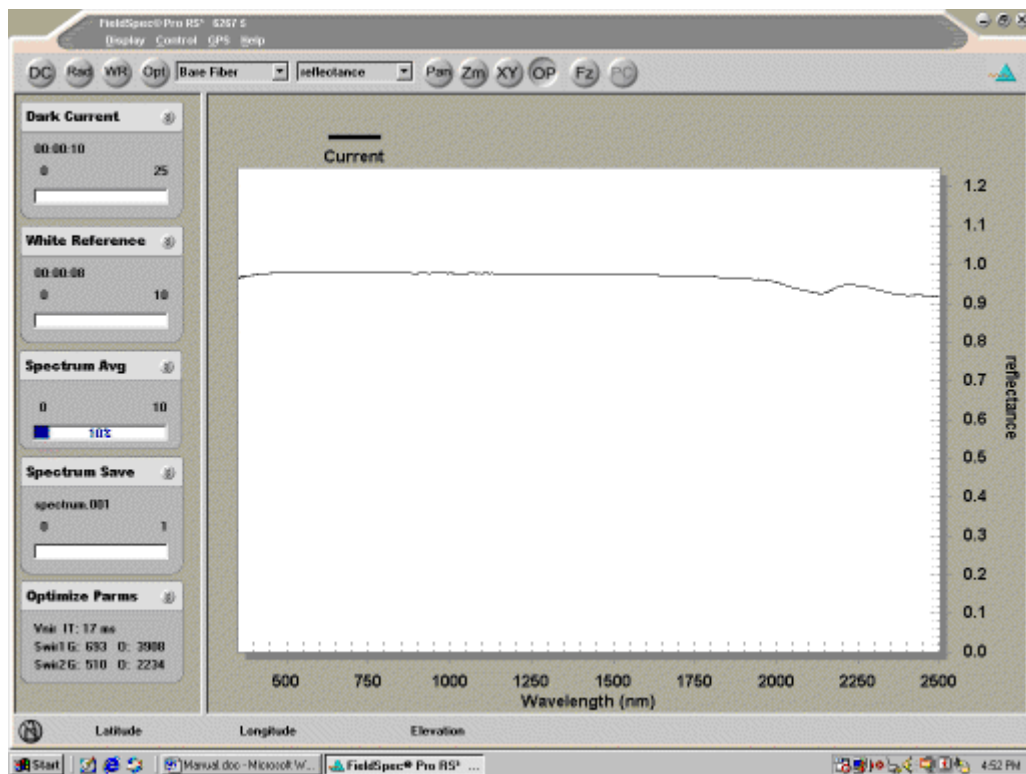 FieldSpec® Pro RS³ 6267 S
Display Control GPS Help
DC Rad WR Opt Bare Fiber reflectance Pan Zm XY OP Fz PC
Dark Current
00:00:10
0 25
White Reference
00:00:08
0 10
Spectrum Avg
0 10
10%
Spectrum Save
spectrum.001
0 1
Optimize Parms
Vnir IT: 17 ms
Swir1 G: 693 O: 3908
Swir2 G: 510 O: 2234
Current
1.2
1.1
1.0
0.9
0.8
0.7
0.6
0.5
0.4
0.3
0.2
0.1
0.0
reflectance
500 750 1000 1250 1500 1750 2000 2250 2500
Wavelength (nm)
Latitude Longitude Elevation
Start Manual.doc - Microsoft W... FieldSpec® Pro RS³ ... 4:52 PM